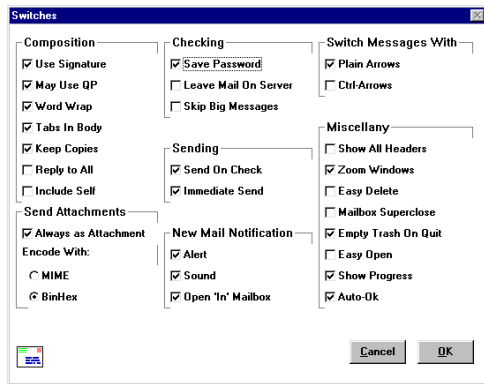 Switches
Composition
Use Signature
May Use QP
Word Wrap
Tabs In Body
Keep Copies
Reply to All
Include Self
Send Attachments
Always as Attachment
Encode With:
MIME
BinHex
Checking
Save Password
Leave Mail On Server
Skip Big Messages
Sending
Send On Check
Immediate Send
New Mail Notification
Alert
Sound
Open 'In' Mailbox
Switch Messages With
Plain Arrows
Ctrl-Arrows
Miscellany
Show All Headers
Zoom Windows
Easy Delete
Mailbox Superclose
Empty Trash On Quit
Easy Open
Show Progress
Auto-Ok
Cancel
OK